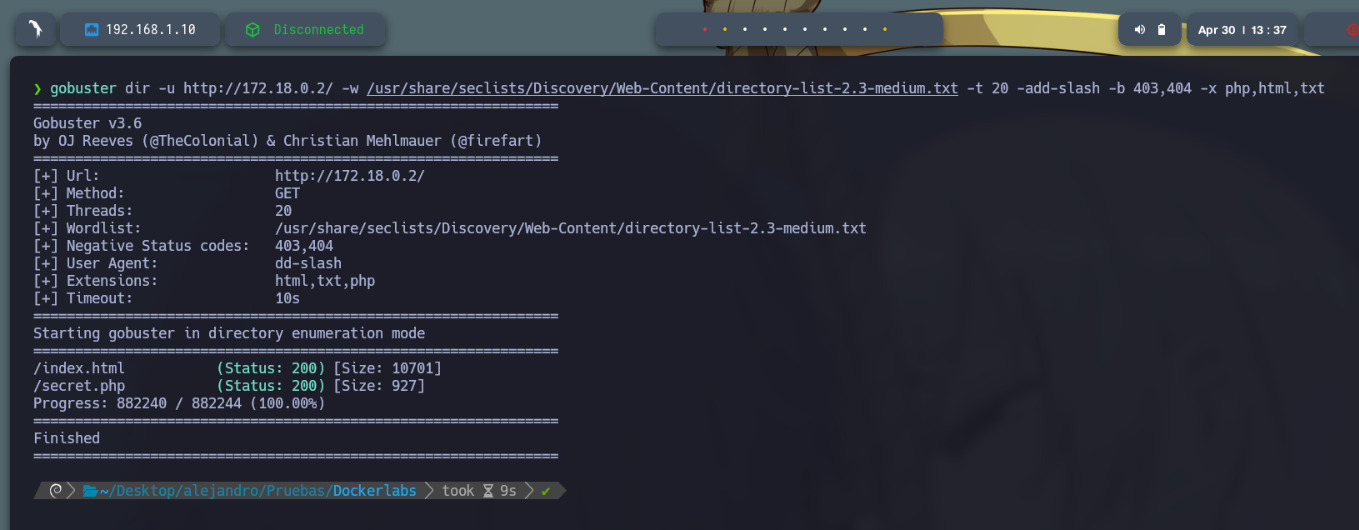 192.168.1.10
Disconnected
Apr 30 | 13 : 37
❯ gobuster dir -u http://172.18.0.2/ -w /usr/share/seclists/Discovery/Web-Content/directory-list-2.3-medium.txt -t 20 -add-slash -b 403,404 -x php,html,txt
===============================================================
Gobuster v3.6
by OJ Reeves (@TheColonial) & Christian Mehlmauer (@firefart)
===============================================================
[+] Url:                     http://172.18.0.2/
[+] Method:                  GET
[+] Threads:                 20
[+] Wordlist:                /usr/share/seclists/Discovery/Web-Content/directory-list-2.3-medium.txt
[+] Negative Status codes:   403,404
[+] User Agent:              dd-slash
[+] Extensions:              html,txt,php
[+] Timeout:                 10s
===============================================================
Starting gobuster in directory enumeration mode
===============================================================
/index.html           (Status: 200) [Size: 10701]
/secret.php           (Status: 200) [Size: 927]
Progress: 882240 / 882244 (100.00%)
===============================================================
Finished
===============================================================
~/Desktop/alejandro/Pruebas/Dockerlabs took 9s ✔